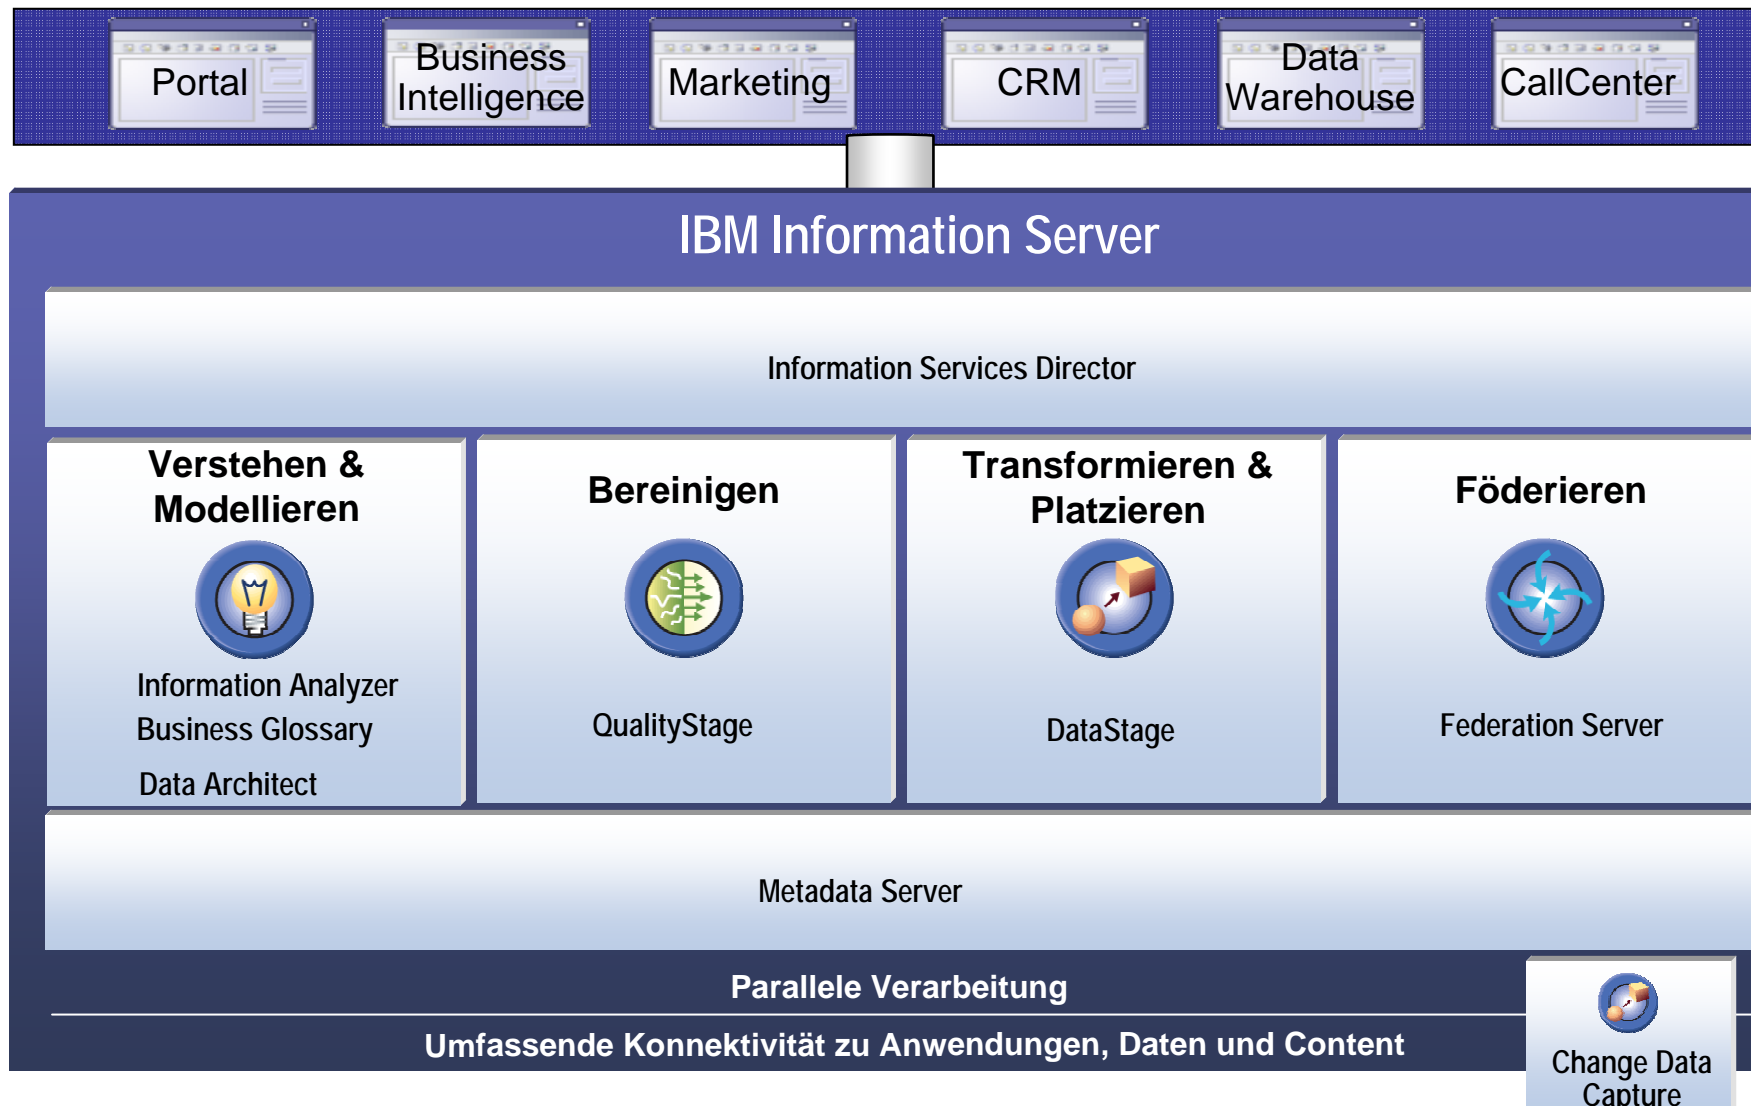 Portal
Business
Intelligence
Marketing
CRM
Data
Warehouse
CallCenter
IBM Information Server
Information Services Director
Verstehen &
Modellieren
Information Analyzer
Business Glossary
Data Architect
Bereinigen
QualityStage
Transformieren &
Platzieren
DataStage
Föderieren
Federation Server
Metadata Server
Parallele Verarbeitung
Umfassende Konnektivität zu Anwendungen, Daten und Content
Change Data
Capture